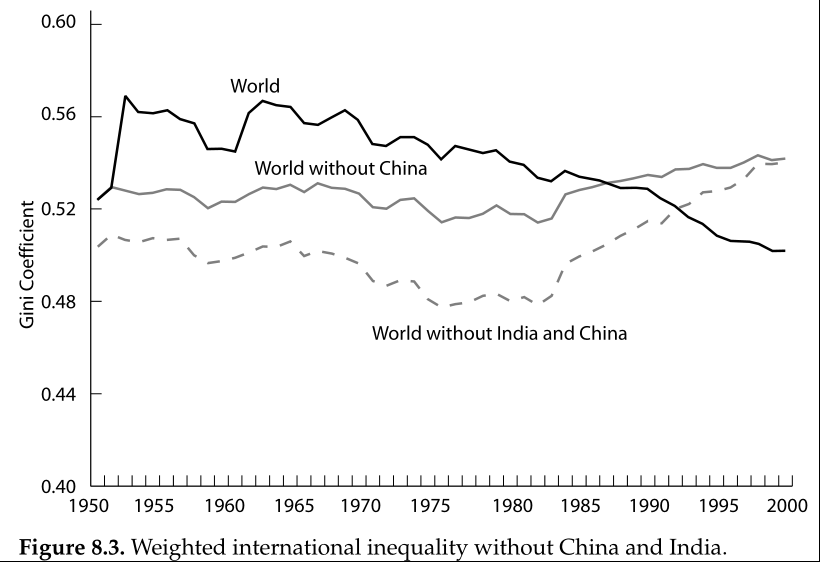 0.60
0.56
0.52
0.48
0.44
0.40
Gini Coefficient
World
World without China
World without India and China
1950 1955 1960 1965 1970 1975 1980 1985 1990 1995 2000
Figure 8.3. Weighted international inequality without China and India.